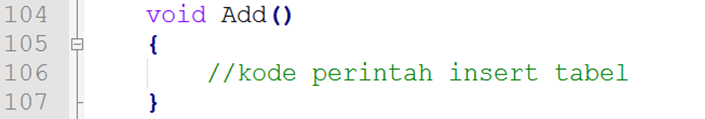 104 void Add()
105 {
106 //kode perintah insert tabel
107 }